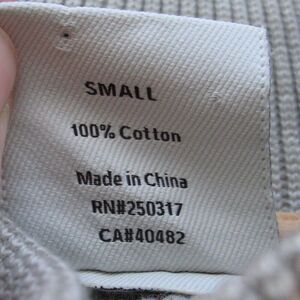 SMALL
100% Cotton
Made in China
RN#250317
CA#40482